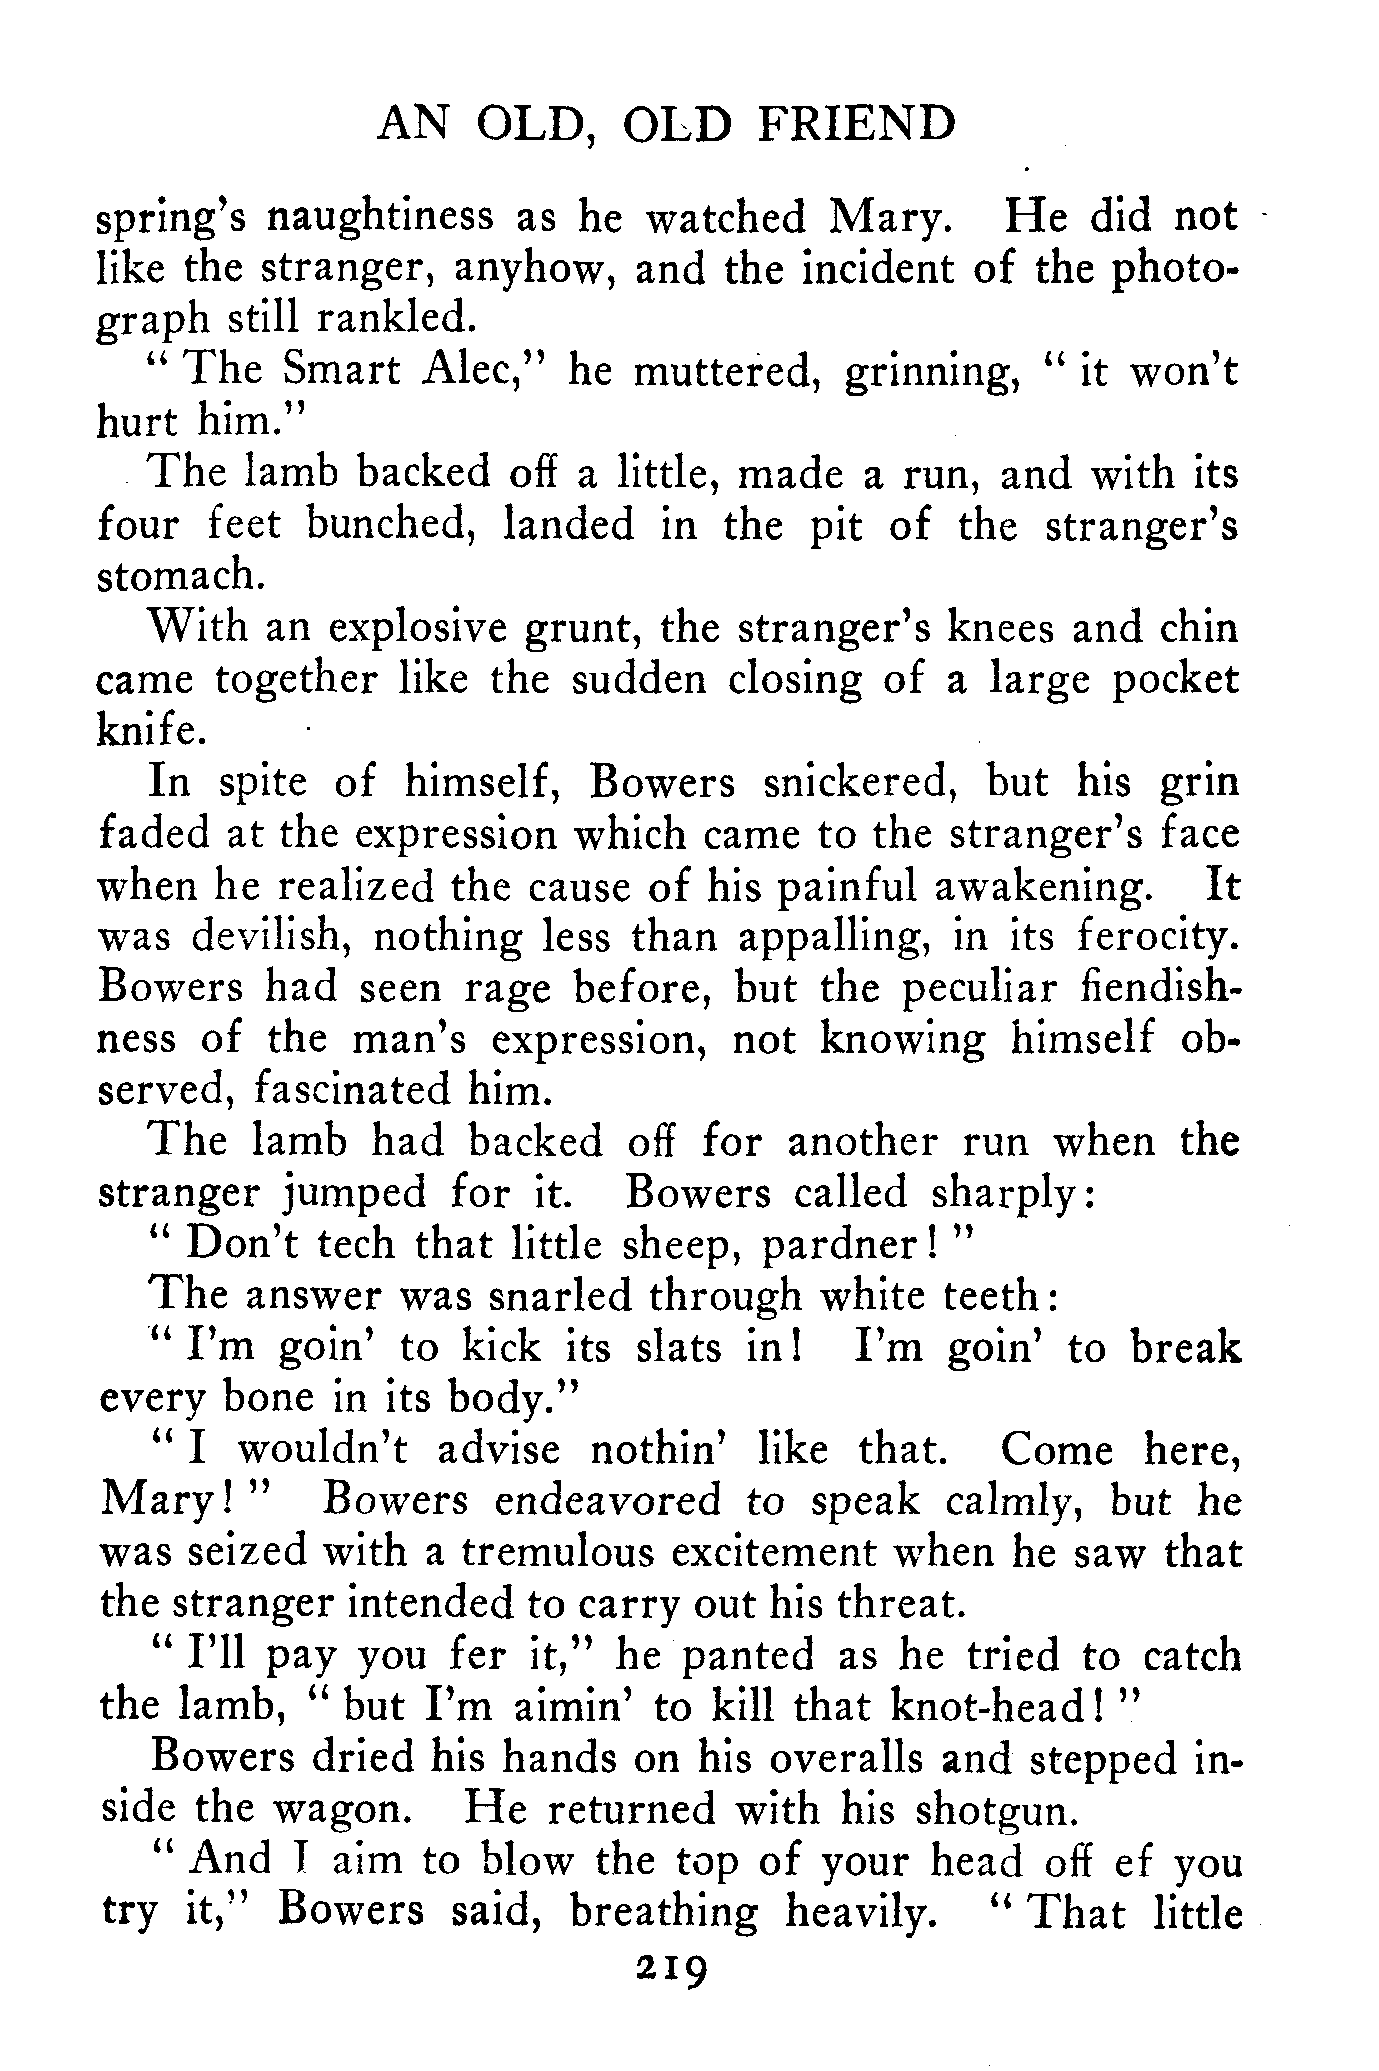 AN OLD, OLD FRIEND
spring's naughtiness as he watched Mary. He did not
like the stranger, anyhow, and the incident of the photo-
graph still rankled.
" The Smart Alec," he muttered, grinning, " it won't
hurt him."
The lamb backed off a little, made a run, and with its
four feet bunched, landed in the pit of the stranger's
stomach.
With an explosive grunt, the stranger's knees and chin
came together like the sudden closing of a large pocket
knife.
In spite of himself, Bowers snickered, but his grin
faded at the expression which came to the stranger's face
when he realized the cause of his painful awakening. It
was devilish, nothing less than appalling, in its ferocity.
Bowers had seen rage before, but the peculiar fiendish-
ness of the man's expression, not knowing himself ob-
served, fascinated him.
The lamb had backed off for another run when the
stranger jumped for it. Bowers called sharply:
" Don't tech that little sheep, pardner! "
The answer was snarled through white teeth:
" I'm goin' to kick its slats in! I'm goin' to break
every bone in its body."
" I wouldn't advise nothin' like that. Come here,
Mary! " Bowers endeavored to speak calmly, but he
was seized with a tremulous excitement when he saw that
the stranger intended to carry out his threat.
" I'll pay you fer it," he panted as he tried to catch
the lamb, " but I'm aimin' to kill that knot-head! "
Bowers dried his hands on his overalls and stepped in-
side the wagon. He returned with his shotgun.
" And I aim to blow the top of your head off ef you
try it," Bowers said, breathing heavily. " That little
219